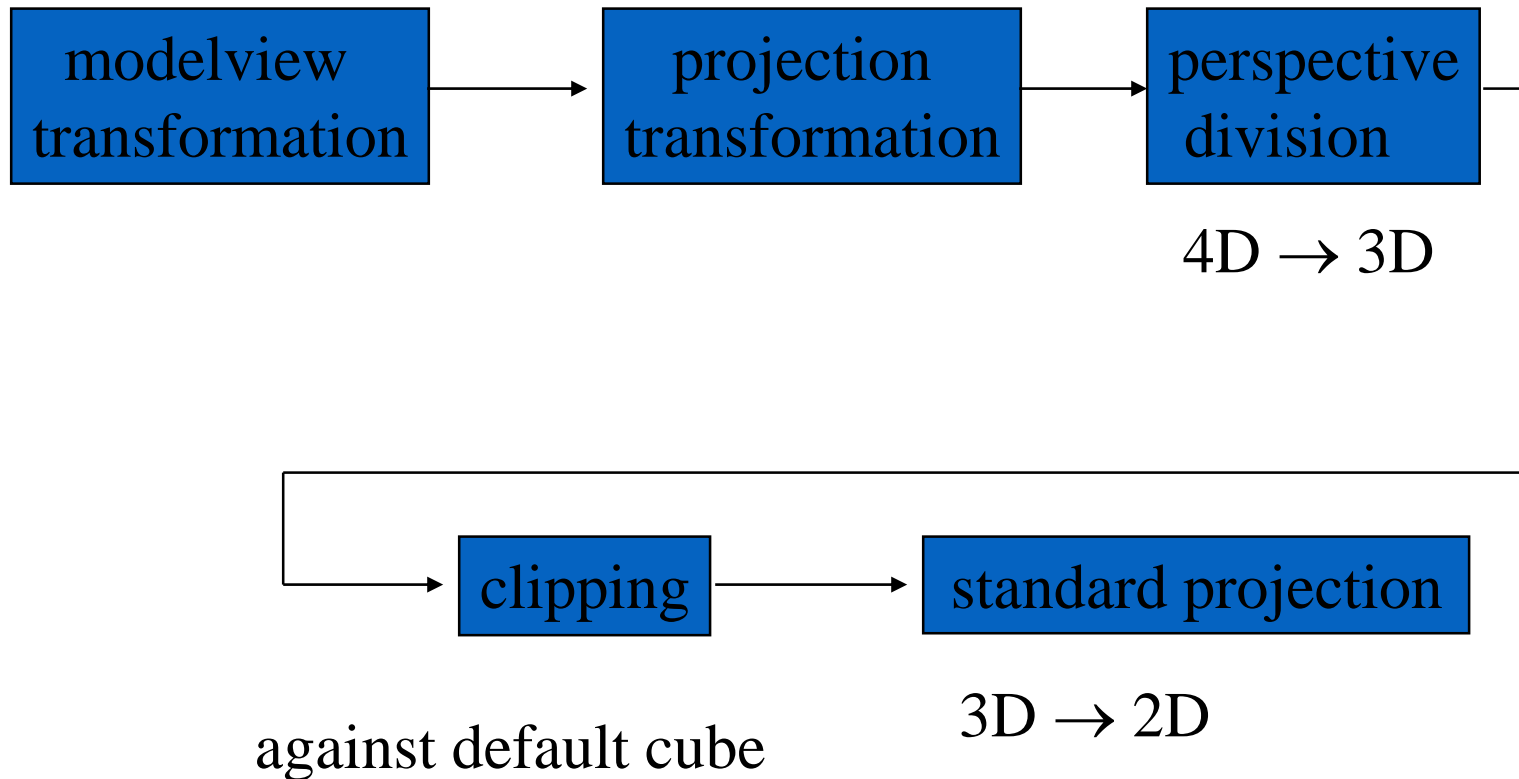 modelview
transformation
projection
transformation
perspective
division
4D → 3D
clipping
against default cube
standard projection
3D → 2D